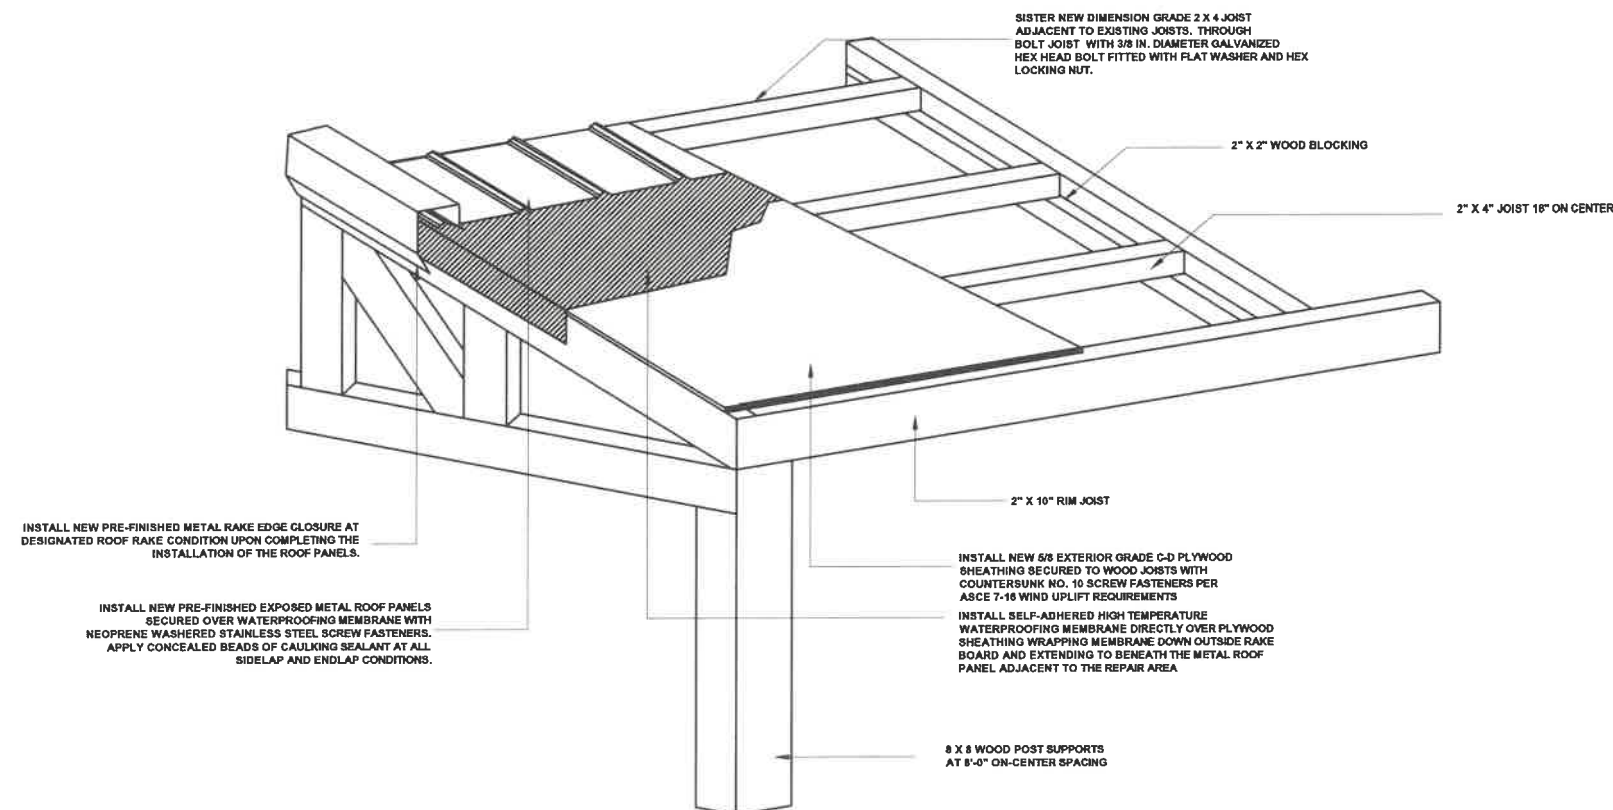 SISTER NEW DIMENSION GRADE 2 X 4 JOIST
ADJACENT TO EXISTING JOISTS. THROUGH
BOLT JOIST WITH 3/8 IN. DIAMETER GALVANIZED
HEX HEAD BOLT FITTED WITH FLAT WASHER AND HEX
LOCKING NUT.
2" X 2" WOOD BLOCKING
2" X 4" JOIST 16" ON CENTER
2" X 10" RIM JOIST
INSTALL NEW PRE-FINISHED METAL RAKE EDGE CLOSURE AT
DESIGNATED ROOF RAKE CONDITION UPON COMPLETING THE
INSTALLATION OF THE ROOF PANELS.
INSTALL NEW 5/8 EXTERIOR GRADE C-D PLYWOOD
SHEATHING SECURED TO WOOD JOISTS WITH
COUNTERSUNK NO. 10 SCREW FASTENERS PER
ASCE 7-16 WIND UPLIFT REQUIREMENTS
INSTALL NEW PRE-FINISHED EXPOSED METAL ROOF PANELS
SECURED OVER WATERPROOFING MEMBRANE WITH
NEOPRENE WASHERED STAINLESS STEEL SCREW FASTENERS.
APPLY CONCEALED BEADS OF CAULKING SEALANT AT ALL
SIDELAP AND ENDLAP CONDITIONS.
INSTALL SELF-ADHERED HIGH TEMPERATURE
WATERPROOFING MEMBRANE DIRECTLY OVER PLYWOOD
SHEATHING WRAPPING MEMBRANE DOWN OUTSIDE RAKE
BOARD AND EXTENDING TO BENEATH THE METAL ROOF
PANEL ADJACENT TO THE REPAIR AREA
8 X 8 WOOD POST SUPPORTS
AT 8'-0" ON-CENTER SPACING